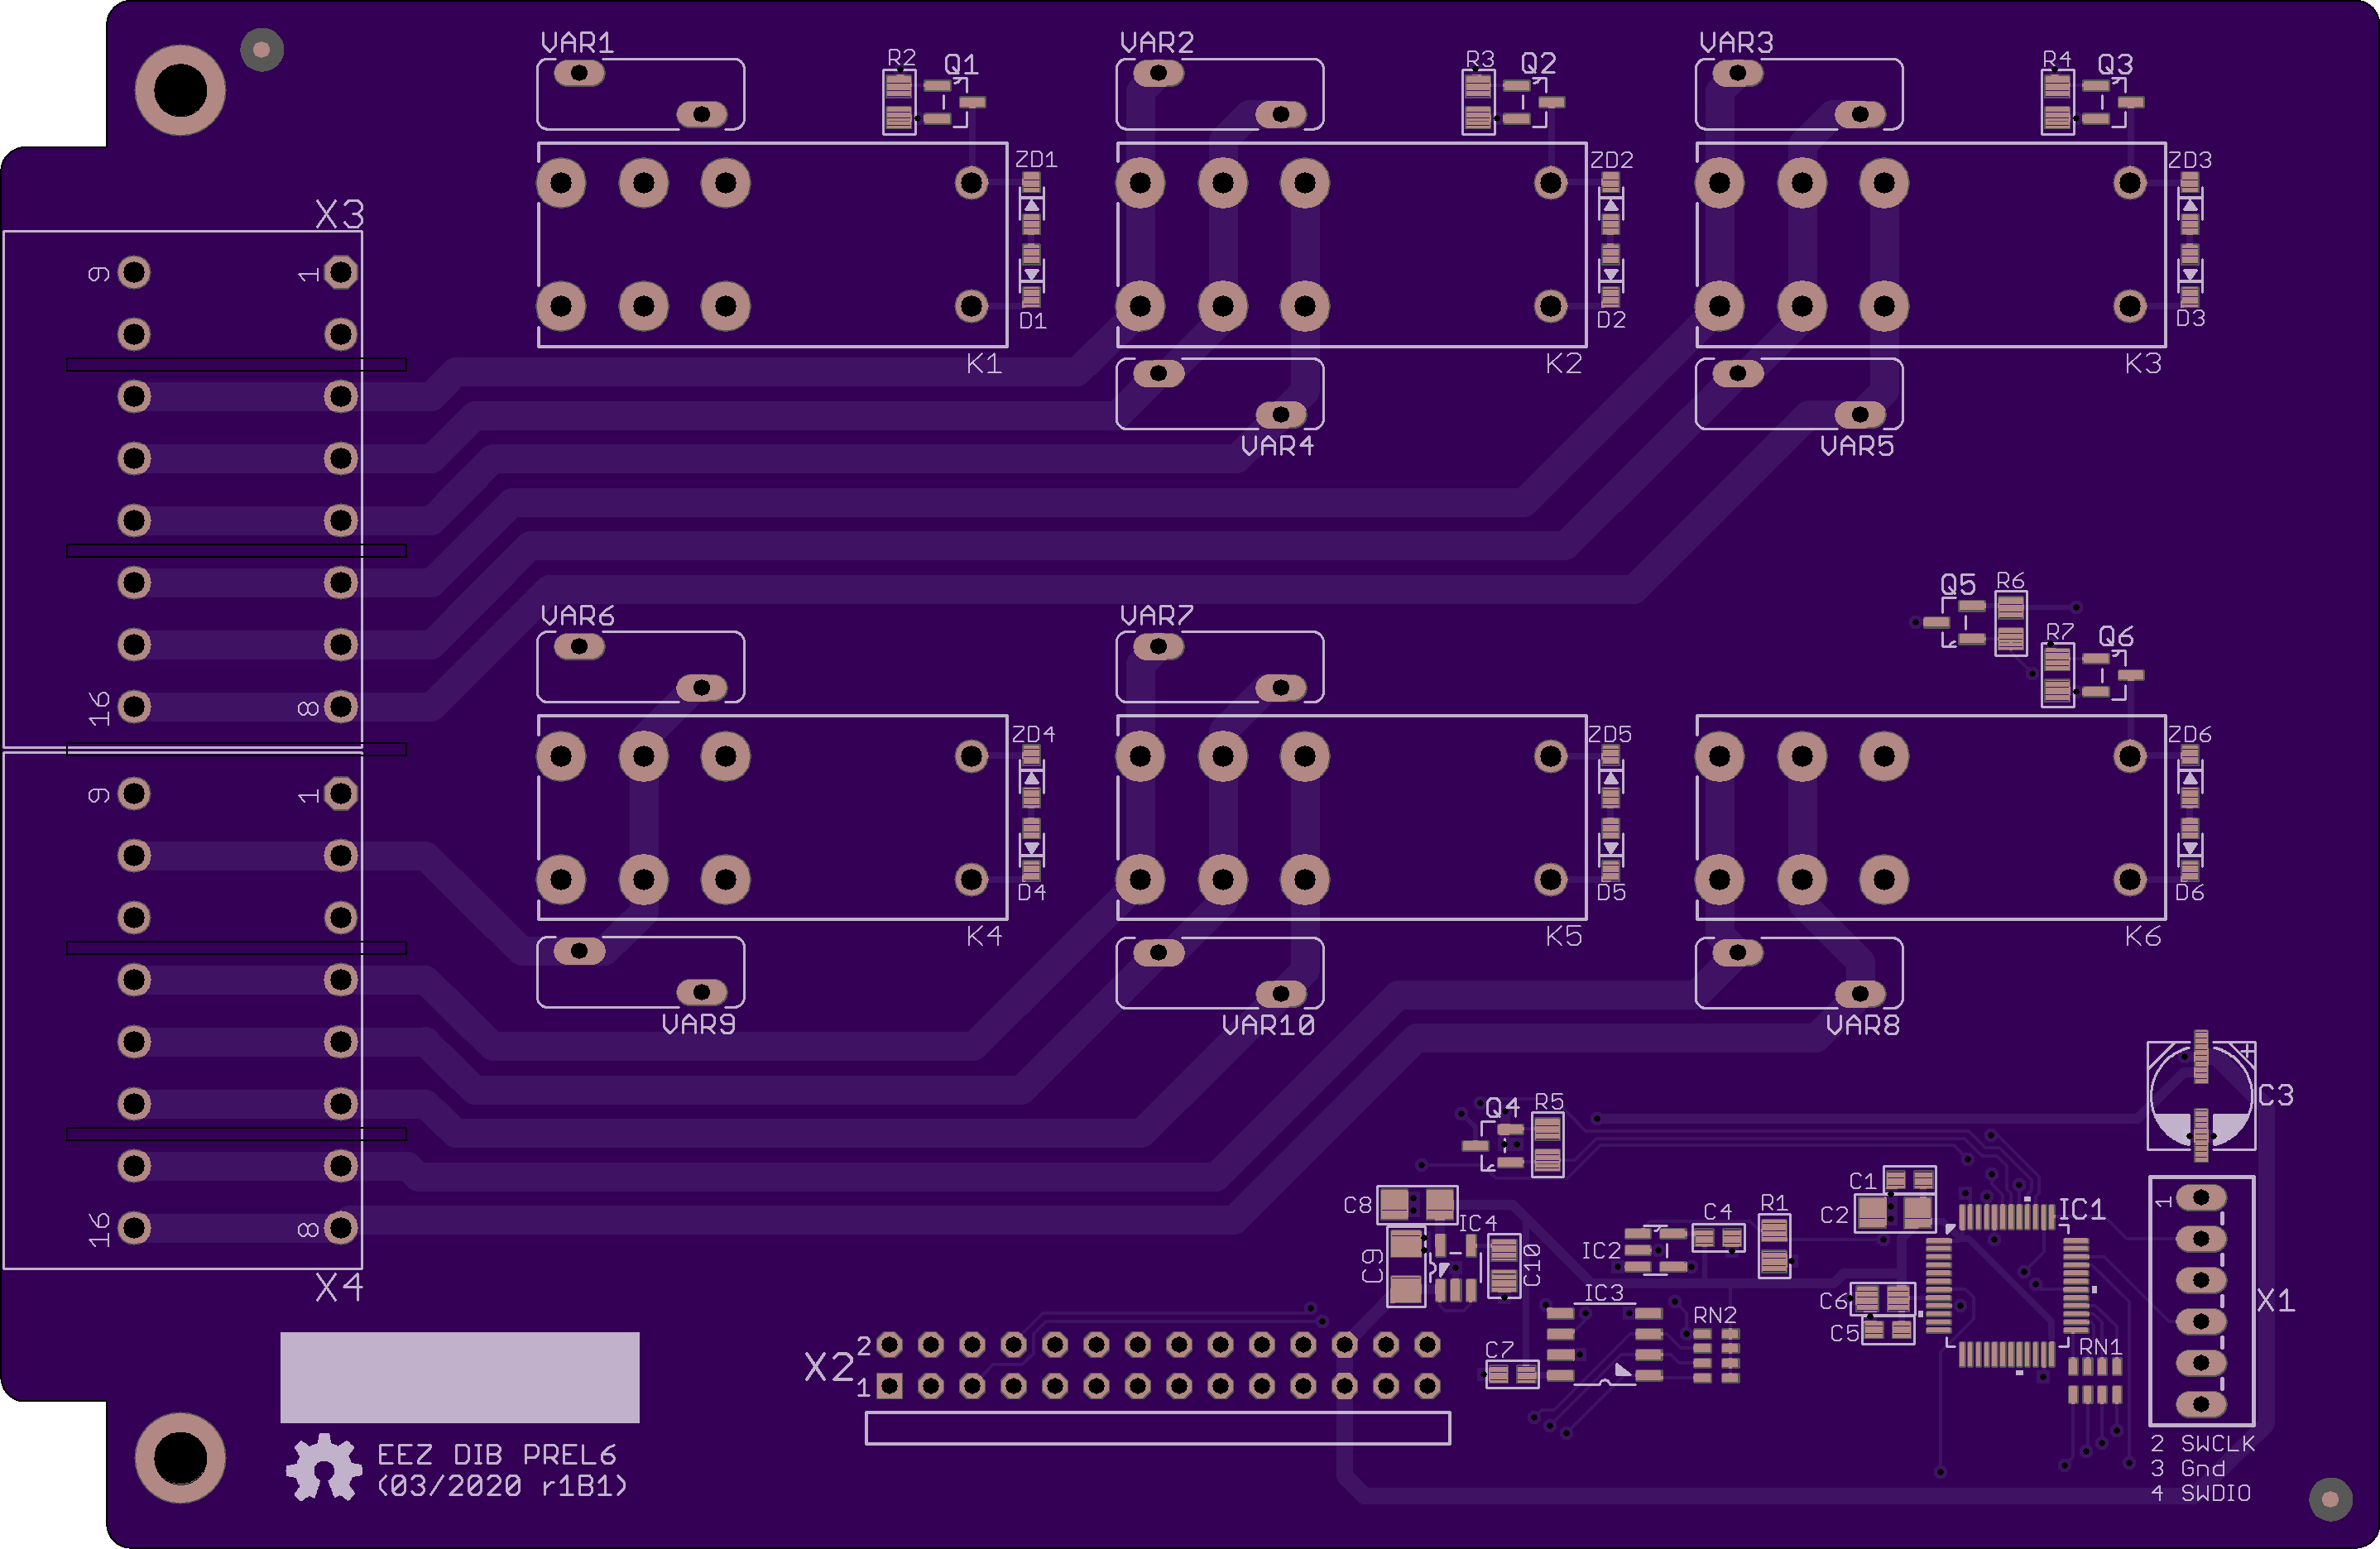 VAR1
R2
Q1
VAR2
R3
Q2
VAR3
R4
Q3
ZD1
ZD2
ZD3
X3
9
1
D1
D2
D3
K1
K2
K3
VAR4
VAR5
Q5
R6
VAR6
VAR7
R7
Q6
16
8
ZD4
ZD5
ZD6
9
1
D4
D5
D6
K4
K5
K6
VAR9
VAR10
VAR8
+
C3
Q4
R5
C1
C8
R1
C2
1
IC1
C4
IC4
16
8
IC2
C9
C10
X4
IC3
C6
X1
RN2
C5
2
C7
RN1
X2
1
EEZ DIB PREL6
(03/2020 r1B1)
2 SWCLK
3 Gnd
4 SWDIO